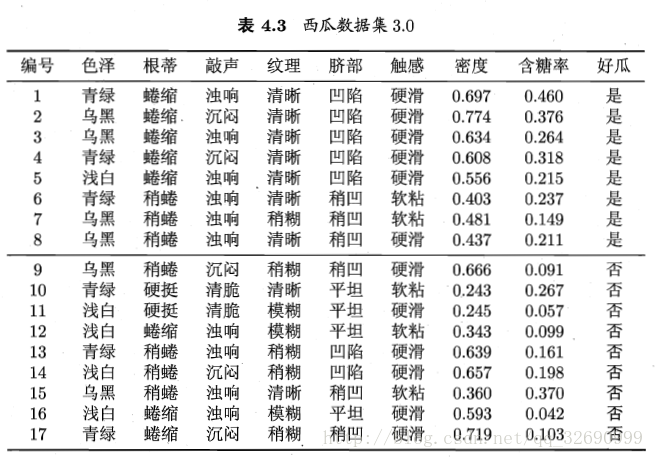 表 4.3 西瓜数据集 3.0
编号 色泽 根蒂 敲声 纹理 脐部 触感 密度 含糖率 好瓜
1 青绿 蜷缩 浊响 清晰 凹陷 硬滑 0.697 0.460 是
2 乌黑 蜷缩 沉闷 清晰 凹陷 硬滑 0.774 0.376 是
3 乌黑 蜷缩 浊响 清晰 凹陷 硬滑 0.634 0.264 是
4 青绿 蜷缩 沉闷 清晰 凹陷 硬滑 0.608 0.318 是
5 浅白 蜷缩 浊响 清晰 凹陷 硬滑 0.556 0.215 是
6 青绿 稍蜷 浊响 清晰 稍凹 软粘 0.403 0.237 是
7 乌黑 稍蜷 浊响 稍糊 稍凹 软粘 0.481 0.149 是
8 乌黑 稍蜷 浊响 清晰 稍凹 硬滑 0.437 0.211 是
9 乌黑 稍蜷 沉闷 稍糊 稍凹 硬滑 0.666 0.091 否
10 青绿 硬挺 清脆 清晰 平坦 软粘 0.243 0.267 否
11 浅白 硬挺 清脆 模糊 平坦 硬滑 0.245 0.057 否
12 浅白 蜷缩 浊响 模糊 平坦 软粘 0.343 0.099 否
13 青绿 稍蜷 浊响 稍糊 凹陷 硬滑 0.639 0.161 否
14 浅白 稍蜷 沉闷 稍糊 凹陷 硬滑 0.657 0.198 否
15 乌黑 稍蜷 浊响 清晰 稍凹 软粘 0.360 0.370 否
16 浅白 蜷缩 浊响 模糊 平坦 硬滑 0.593 0.042 否
17 青绿 蜷缩 沉闷 稍糊 稍凹 硬滑 0.719 0.103 否